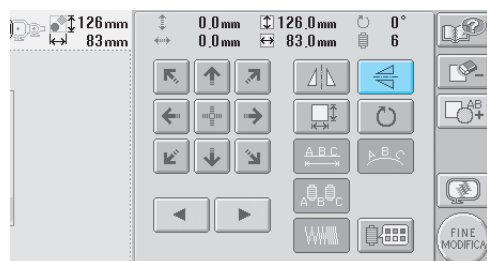 126 mm
83 mm
0,0 mm 126,0 mm 0°
0,0 mm 83,0 mm 6
AB
A B C
A B C
A B C
FINE
MODIFICA